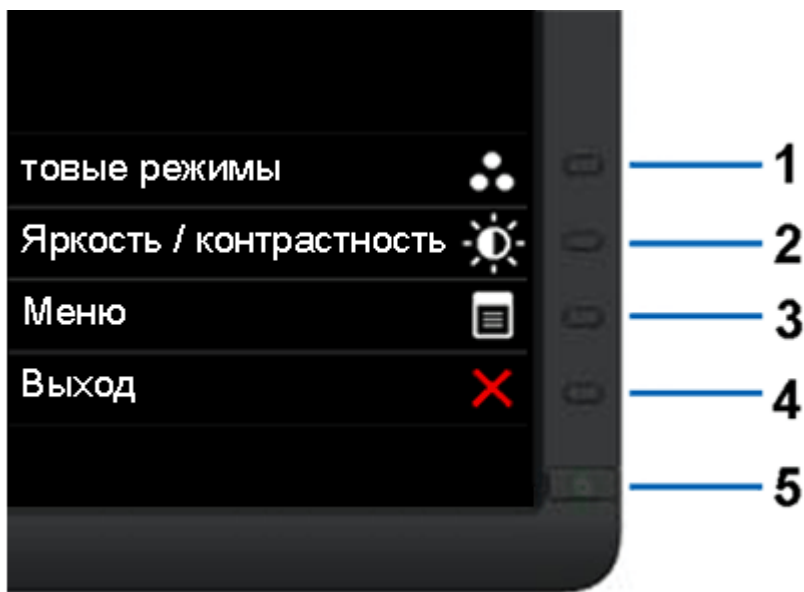 товые режимы 1
Яркость / контрастность 2
Меню 3
Выход 4
5